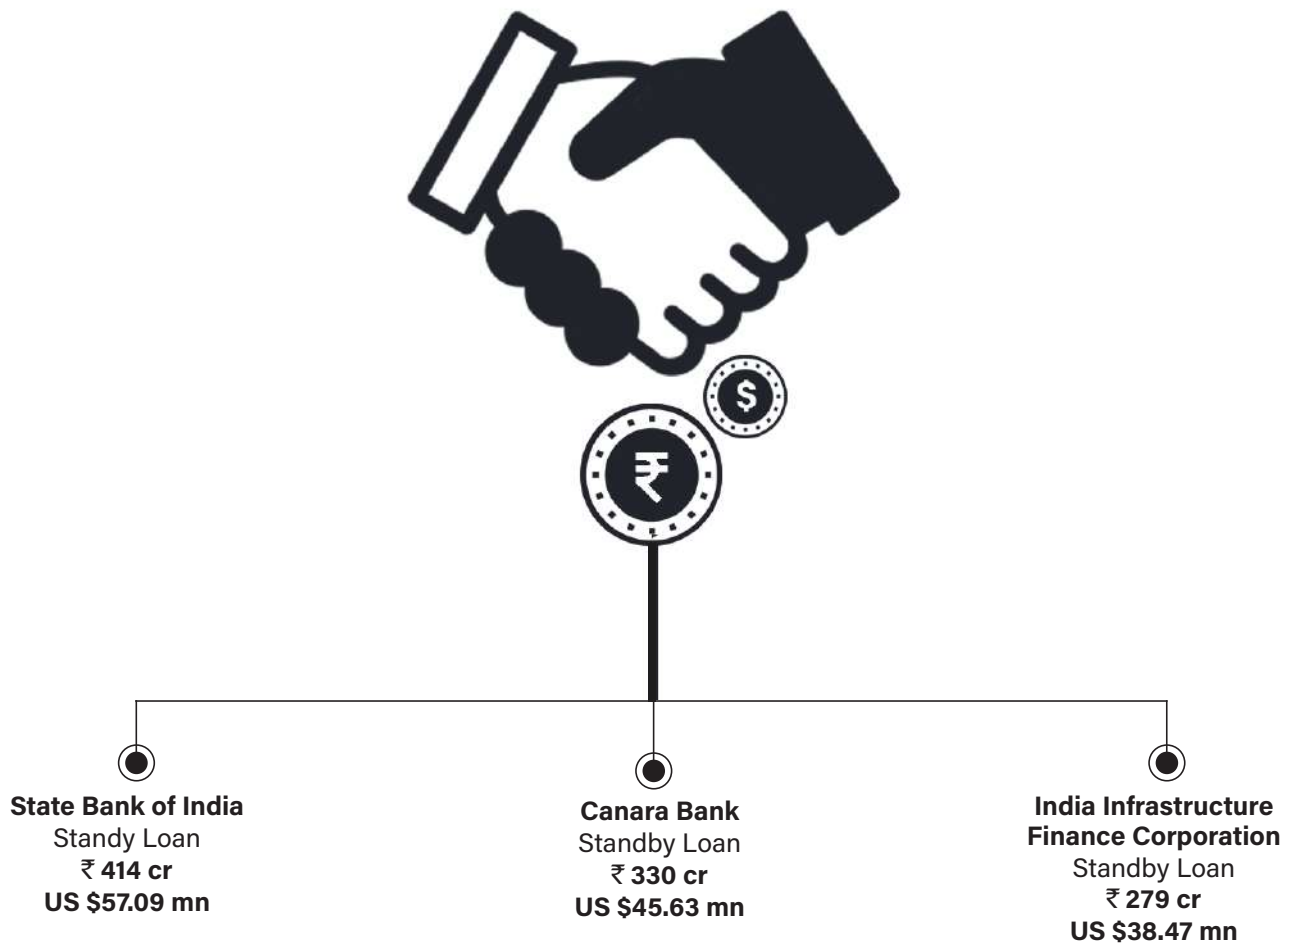 $
₹
State Bank of India
Standy Loan
₹ 414 cr
US $57.09 mn
Canara Bank
Standby Loan
₹ 330 cr
US $45.63 mn
India Infrastructure
Finance Corporation
Standby Loan
₹ 279 cr
US $38.47 mn